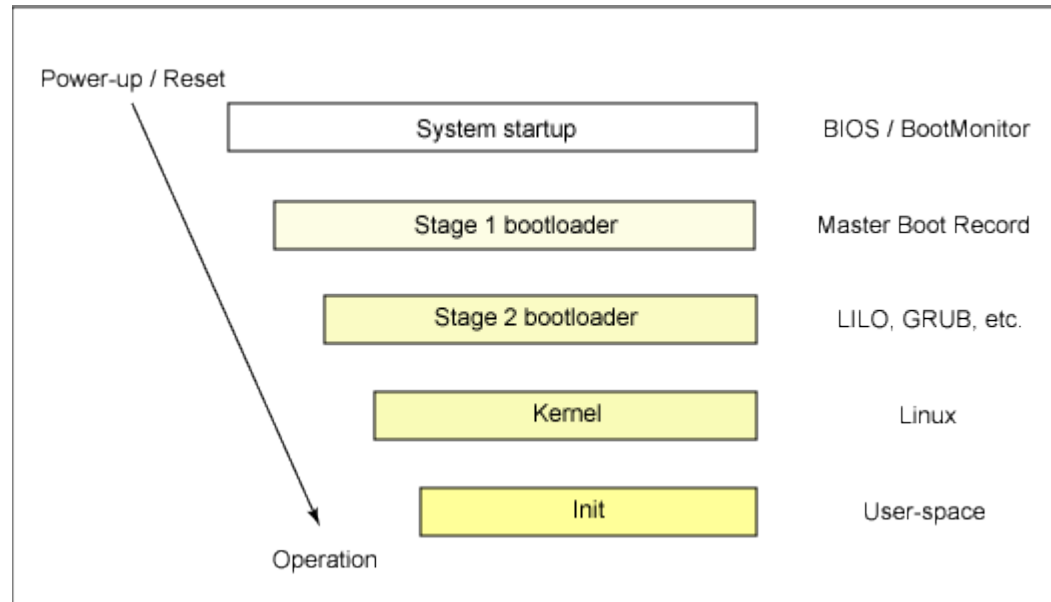 Power-up / Reset
System startup
BIOS / BootMonitor
Stage 1 bootloader
Master Boot Record
Stage 2 bootloader
LILO, GRUB, etc.
Kernel
Linux
Init
User-space
Operation